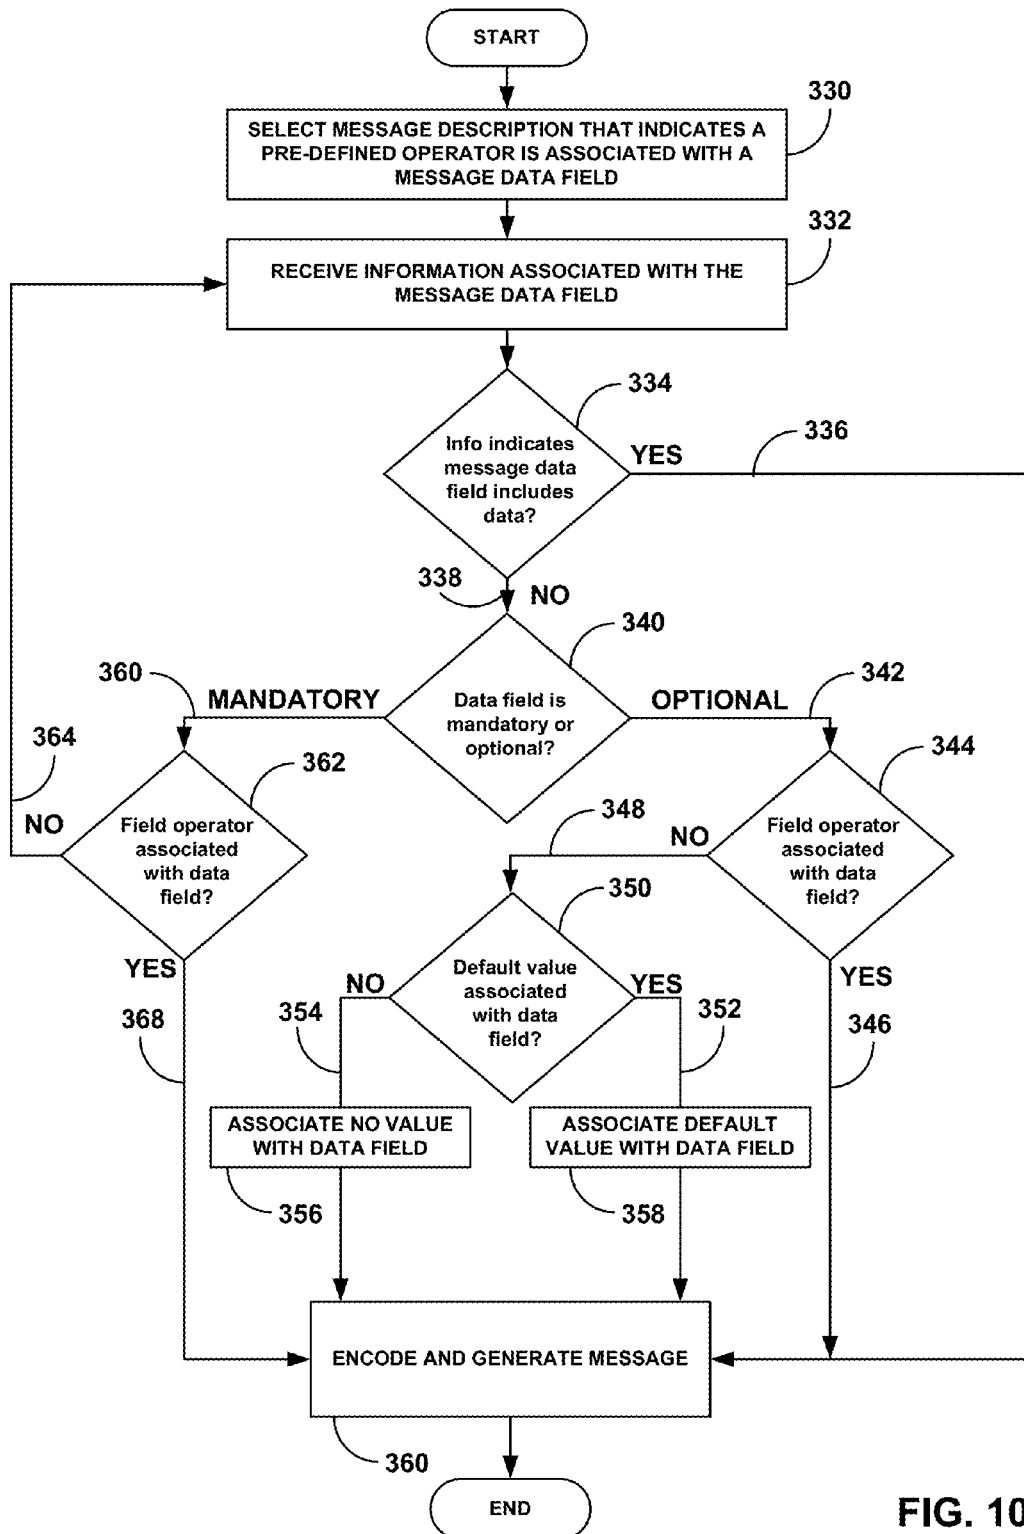 START
330
SELECT MESSAGE DESCRIPTION THAT INDICATES A
PRE-DEFINED OPERATOR IS ASSOCIATED WITH A
MESSAGE DATA FIELD
332
RECEIVE INFORMATION ASSOCIATED WITH THE
MESSAGE DATA FIELD
334
Info indicates
message data
field includes
data?
YES
336
338
NO
340
Data field is
mandatory or
optional?
360
MANDATORY
OPTIONAL
342
364
362
NO
Field operator
associated
with data
field?
YES
368
344
Field operator
associated
with data
field?
NO
348
YES
346
350
Default value
associated
with data
field?
NO
354
YES
352
ASSOCIATE NO VALUE
WITH DATA FIELD
356
ASSOCIATE DEFAULT
VALUE WITH DATA FIELD
358
ENCODE AND GENERATE MESSAGE
360
END
FIG. 10